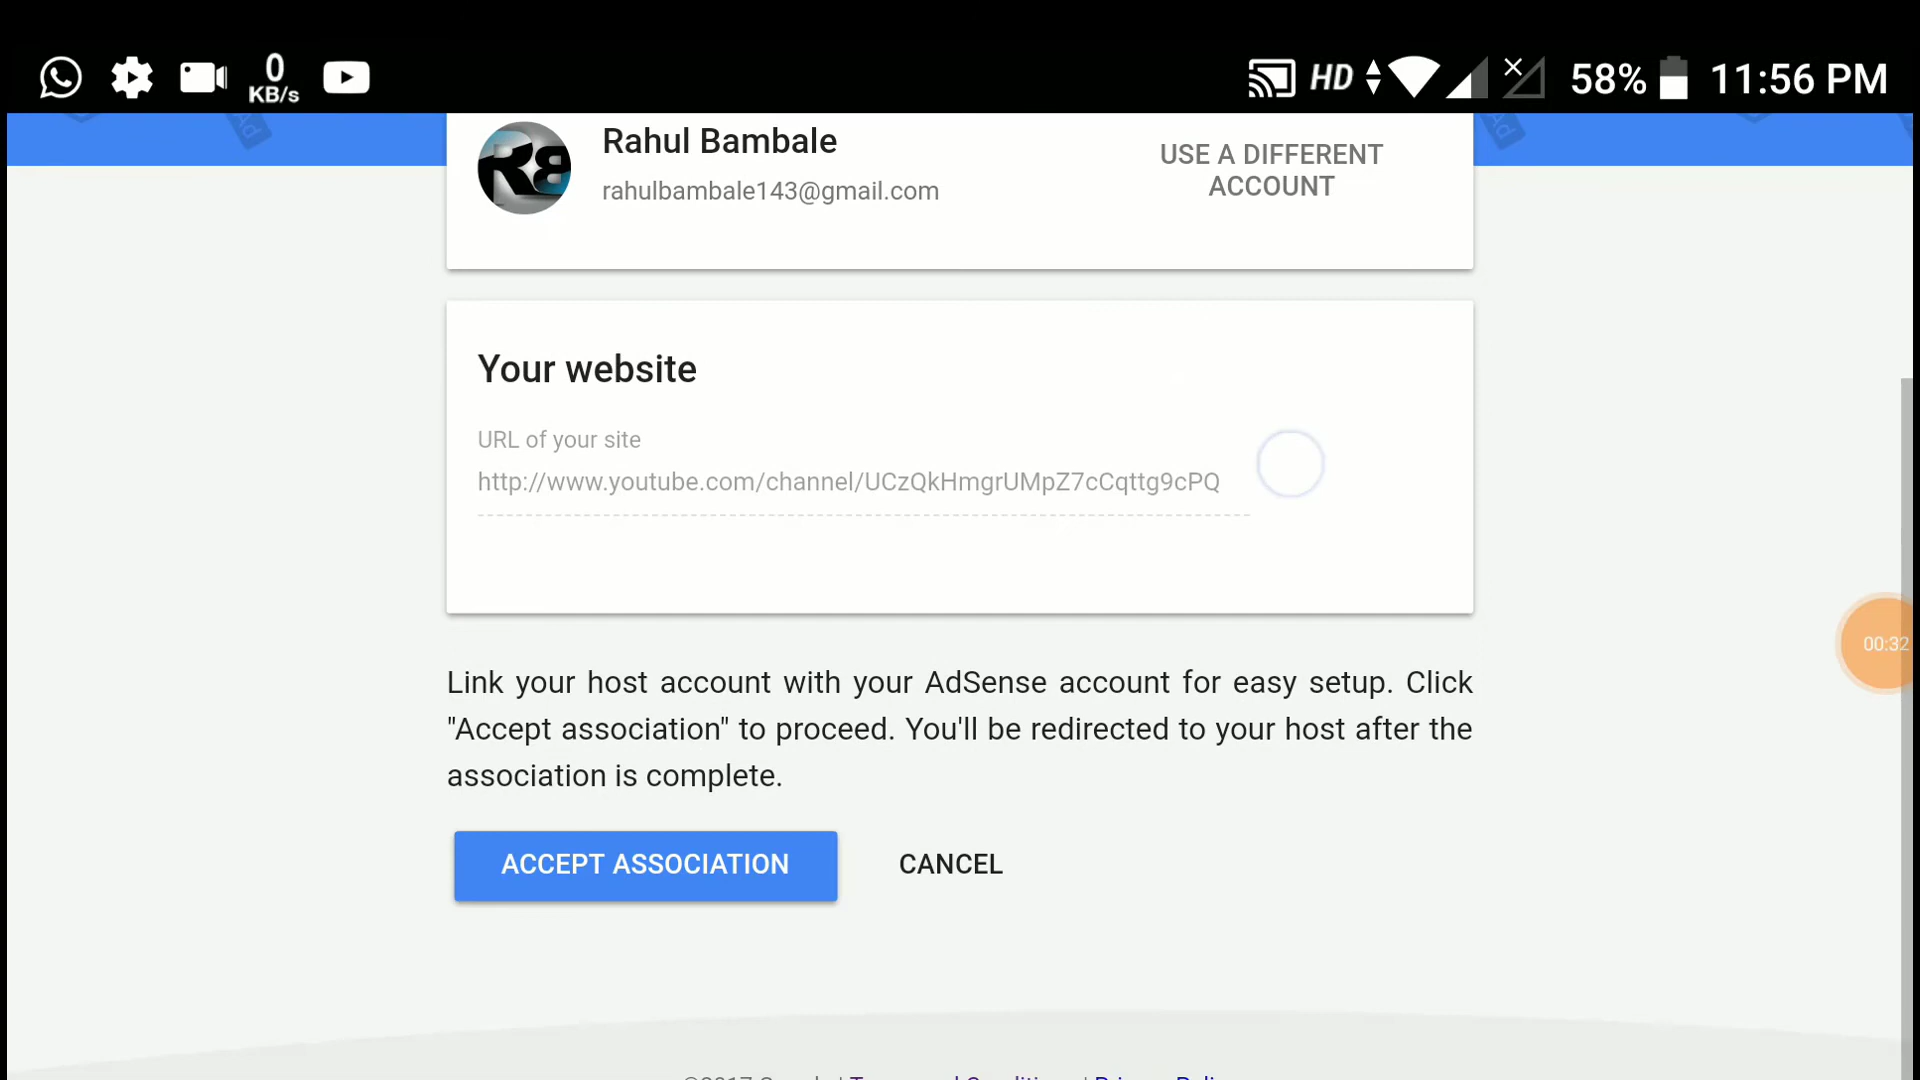 0
KB/s
HD
58%
11:56 PM
Rahul Bambale
rahulbambale143@gmail.com
USE A DIFFERENT
ACCOUNT
Your website
URL of your site
http://www.youtube.com/channel/UCzQkHmgrUMpZ7cCqttg9cPQ
00:32
Link your host account with your AdSense account for easy setup. Click
"Accept association" to proceed. You'll be redirected to your host after the
association is complete.
ACCEPT ASSOCIATION
CANCEL